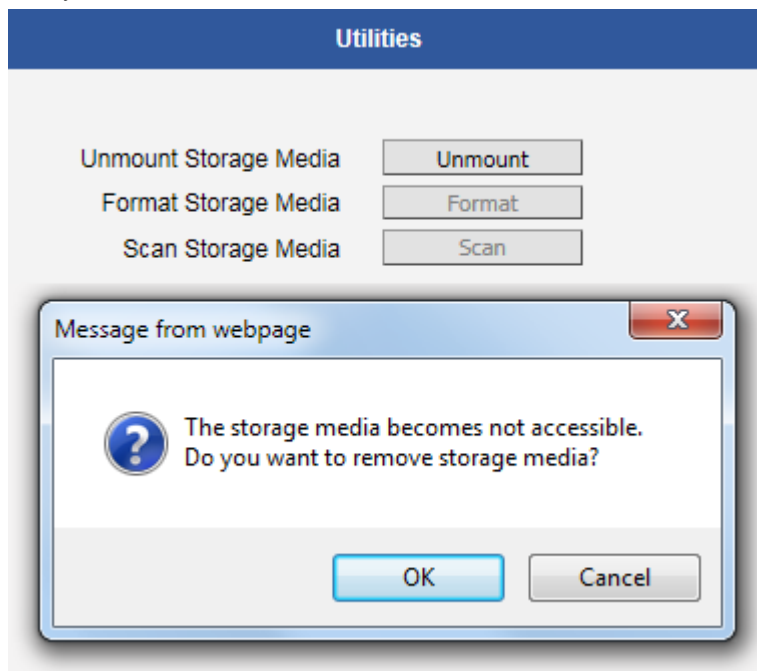 Utilities
Unmount Storage Media Unmount
Format Storage Media Format
Scan Storage Media Scan
Message from webpage
The storage media becomes not accessible.
Do you want to remove storage media?
OK Cancel